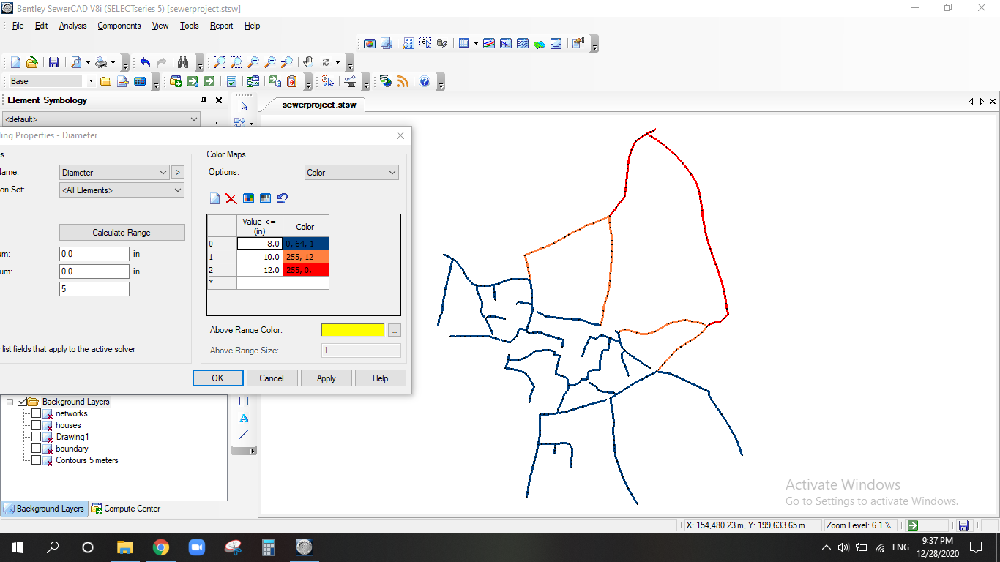 Bentley SewerCAD V8i (SELECTseries 5) [sewerproject.stsw]
File Edit Analysis Components View Tools Report Help
Base
Element Symbology
sewerproject.stsw
<default>
...
ling Properties - Diameter
s
Color Maps
ame:
Diameter
>
Options:
Color
on Set:
<All Elements>
Calculate Range
Value <= (in)
Color
0 8.0 0, 64, 1
1 10.0 255, 12
2 12.0 255, 0,
*
um:
0.0
in
um:
0.0
in
5
Above Range Color:
...
list fields that apply to the active solver
Above Range Size:
1
OK
Cancel
Apply
Help
Background Layers
networks
houses
Drawing1
boundary
Contours 5 meters
A
Background Layers
Compute Center
Activate Windows
Go to Settings to activate Windows.
X: 154,480.23 m, Y: 199,633.65 m
Zoom Level: 6.1 %
ENG
9:37 PM
12/28/2020